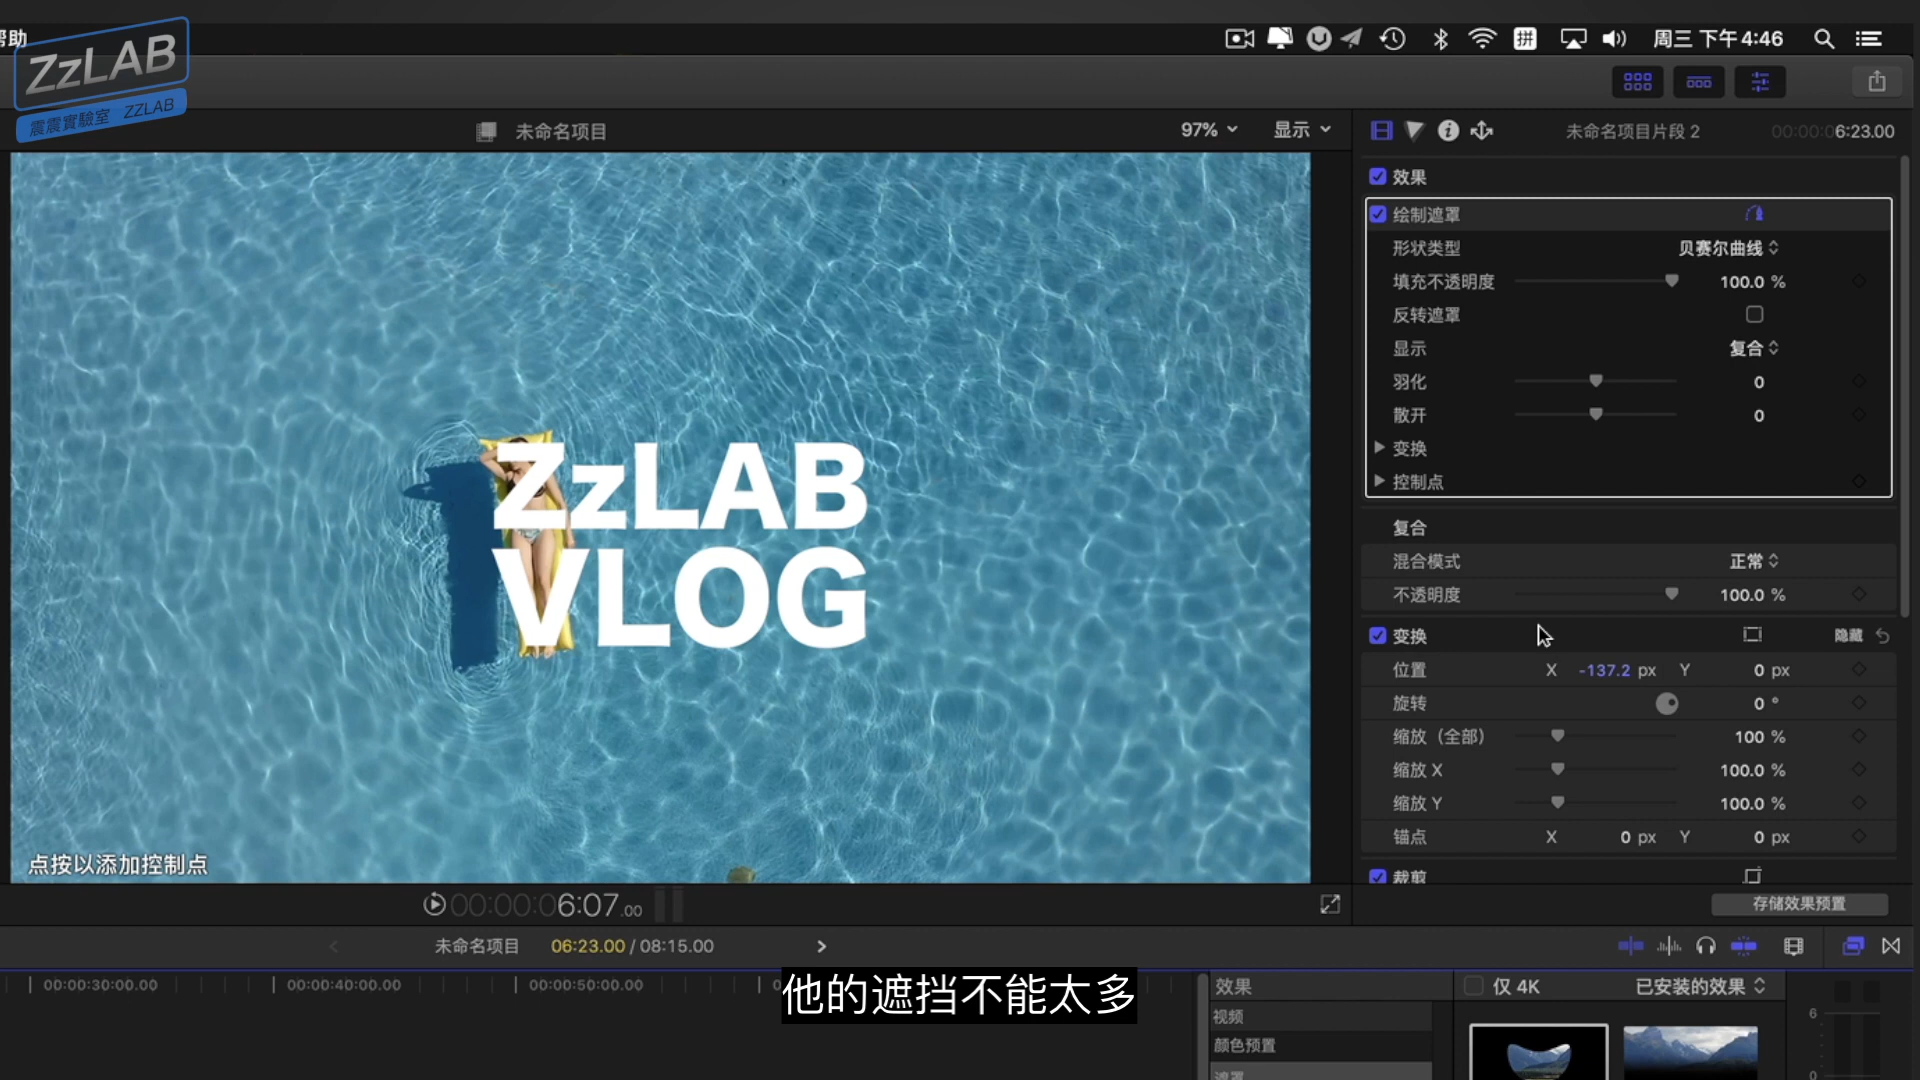 帮助
周三 下午4:46
ZzLAB
震震實驗室 ZZLAB
未命名项目
97%
显示
未命名项目片段 2
00:00:06:23.00
效果
绘制遮罩
形状类型
贝赛尔曲线
填充不透明度
100.0 %
反转遮罩
显示
复合
羽化
0
散开
0
变换
控制点
复合
混合模式
正常
不透明度
100.0 %
变换
隐藏
位置
X -137.2 px Y 0 px
旋转
0 °
缩放（全部）
100 %
缩放 X
100.0 %
缩放 Y
100.0 %
锚点
X 0 px Y 0 px
裁剪
存储效果预置
ZzLAB
VLOG
点按以添加控制点
00:00:06:07.00
未命名项目
06:23.00 / 08:15.00
00:00:30:00.00
00:00:40:00.00
00:00:50:00.00
他的遮挡不能太多
效果
仅 4K
已安装的效果
视频
颜色预置
遮罩
6
0